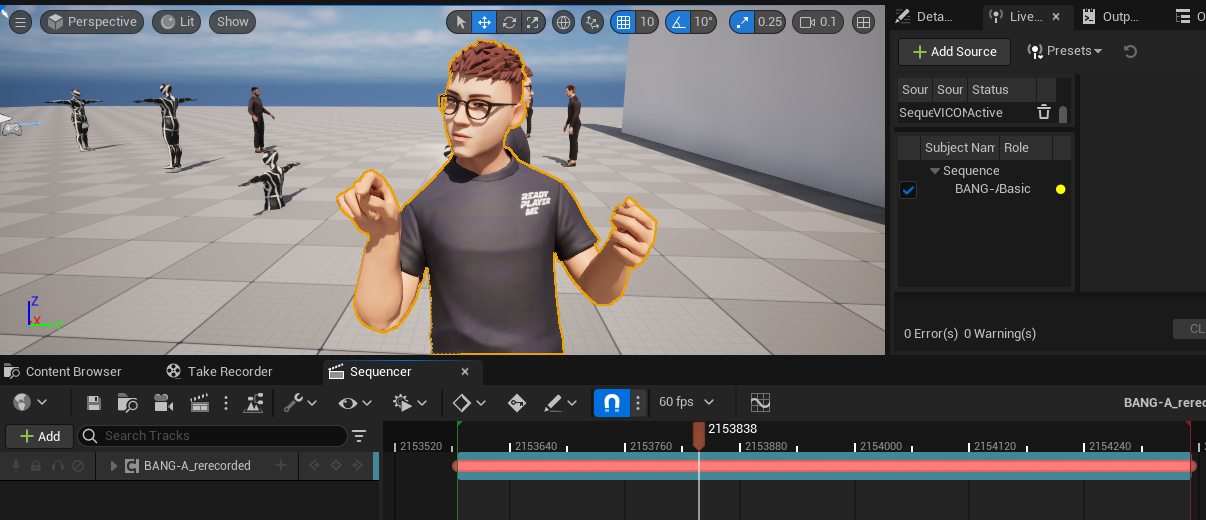 Perspective
Lit
Show
10
10°
0.25
0.1
Deta...
Live...
Outp...
Add Source
Presets
Sour Sour Status
Seque VICON Active
Subject Nam Role
Sequence
BANG-A Basic
0 Error(s) 0 Warning(s)
CL
READY
PLAYER
ME
Z
X
Y
Content Browser
Take Recorder
Sequencer
60 fps
BANG-A_rerec
Add
Search Tracks
2153838
2153520
2153640
2153760
2153880
2154000
2154120
2154240
BANG-A_rerecorded